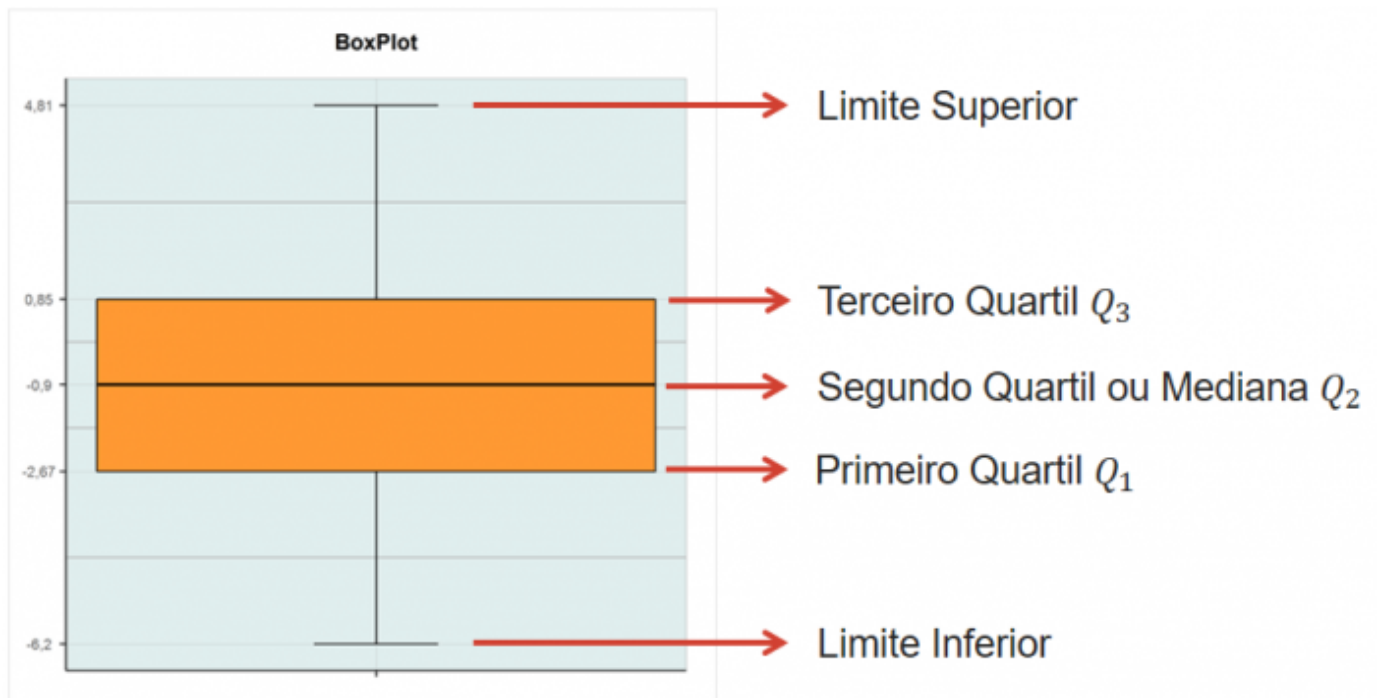 BoxPlot
4,81
Limite Superior
0,85
Terceiro Quartil Q₃
-0,9
Segundo Quartil ou Mediana Q₂
-2,67
Primeiro Quartil Q₁
-6,2
Limite Inferior